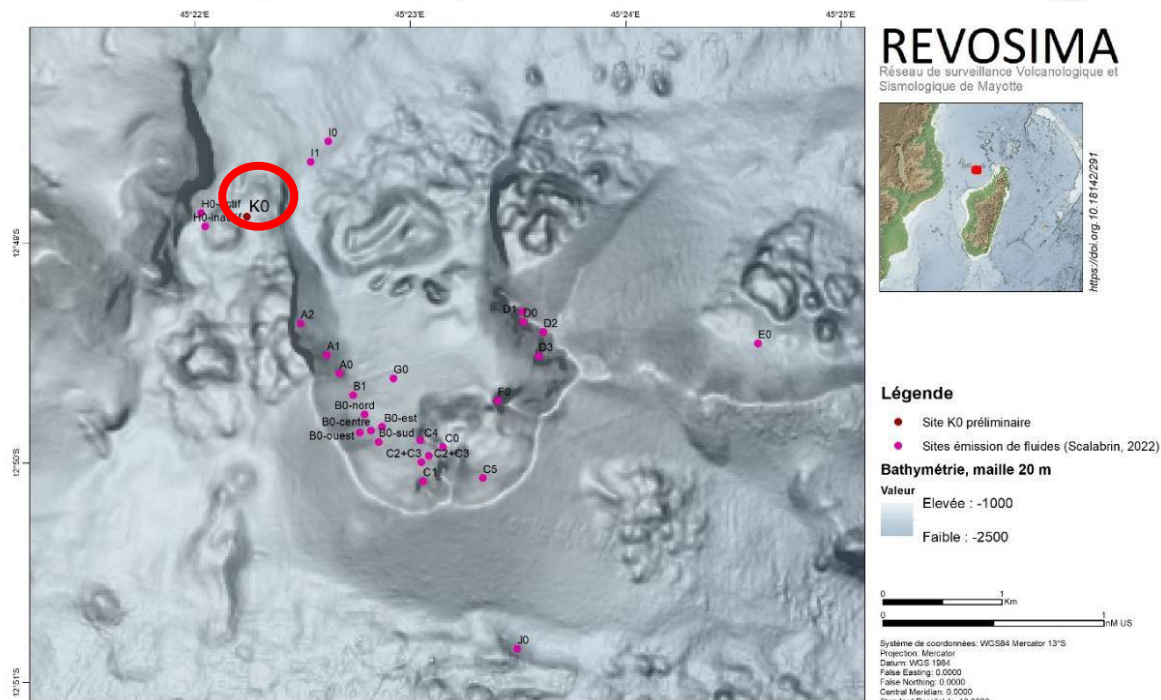 45°22'E
45°23'E
45°24'E
45°25'E
REVOSIMA
Réseau de surveillance Volcanologique et
Sismologique de Mayotte
https://doi.org.10.18142/291
I0
I1
K0
12°49'S
A2
A1
A0
B1
B0-nord
B0-centre
B0-est
B0-ouest
B0-sud
G0
C4
C0
C2+C3
C2+C3
C1
C5
F0
D1
D0
D2
D3
E0
12°50'S
J0
12°51'S
Légende
Site K0 préliminaire
Sites émission de fluides (Scalabrin, 2022)
Bathymétrie, maille 20 m
Valeur
Elevée : -1000
Faible : -2500
0 1
Km
0 1
nM US
Système de coordonnées: WGS84 Mercator 13°S
Projection: Mercator
Datum: WGS 1984
False Easting: 0.0000
False Northing: 0.0000
Central Meridian: 0.0000